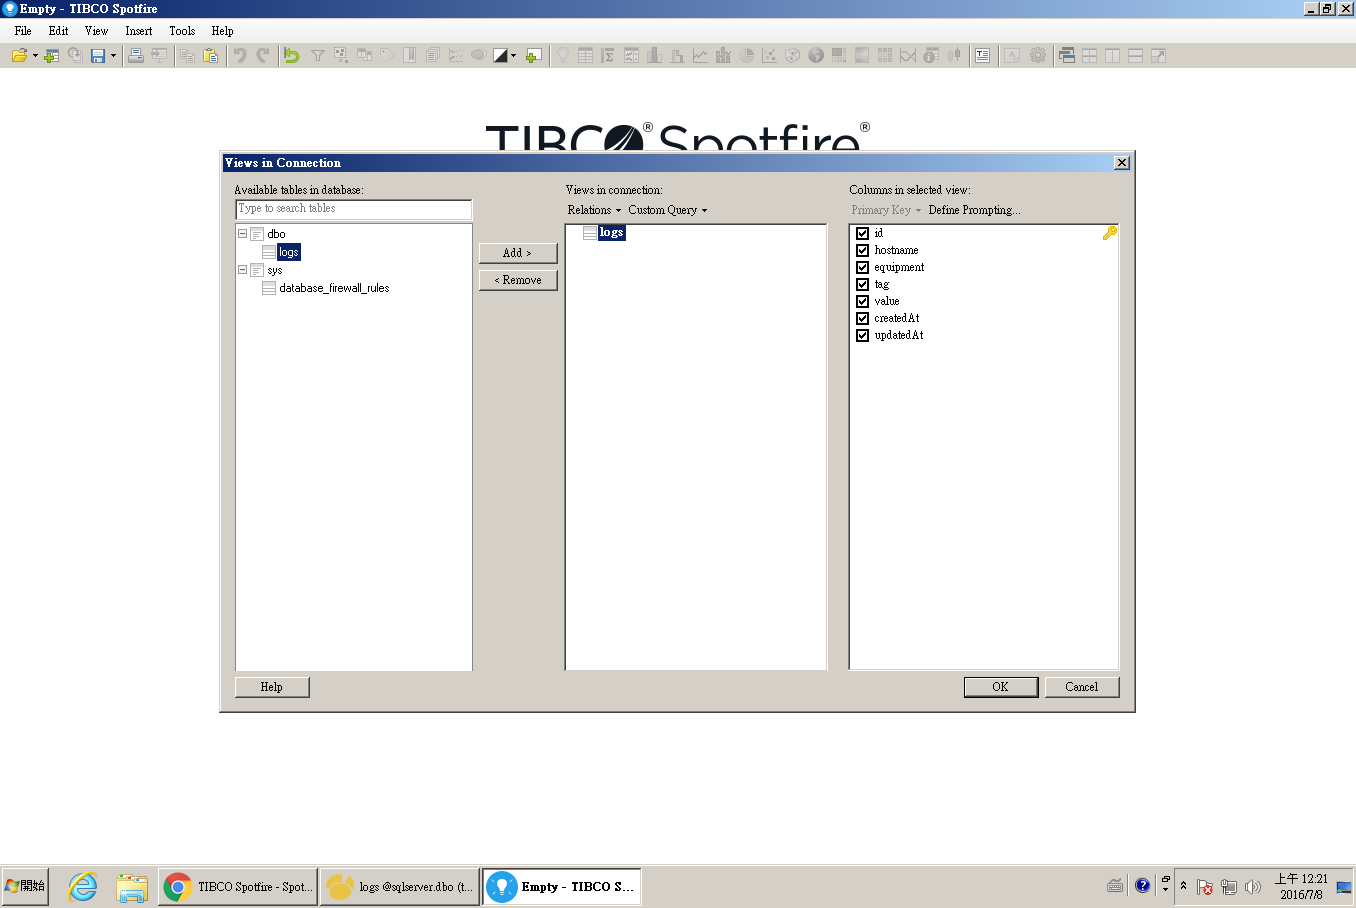 Empty - TIBCO Spotfire
File Edit View Insert Tools Help
TIBCO® Spotfire®
Views in Connection
Available tables in database:
Type to search tables
dbo
logs
sys
database_firewall_rules
Add >
< Remove
Views in connection:
Relations Custom Query
logs
Columns in selected view:
Primary Key Define Prompting...
id
hostname
equipment
tag
value
createdAt
updatedAt
Help
OK
Cancel
開始
TIBCO Spotfire - Spot...
logs @sqlserver.dbo (t...
Empty - TIBCO S...
上午 12:21
2016/7/8